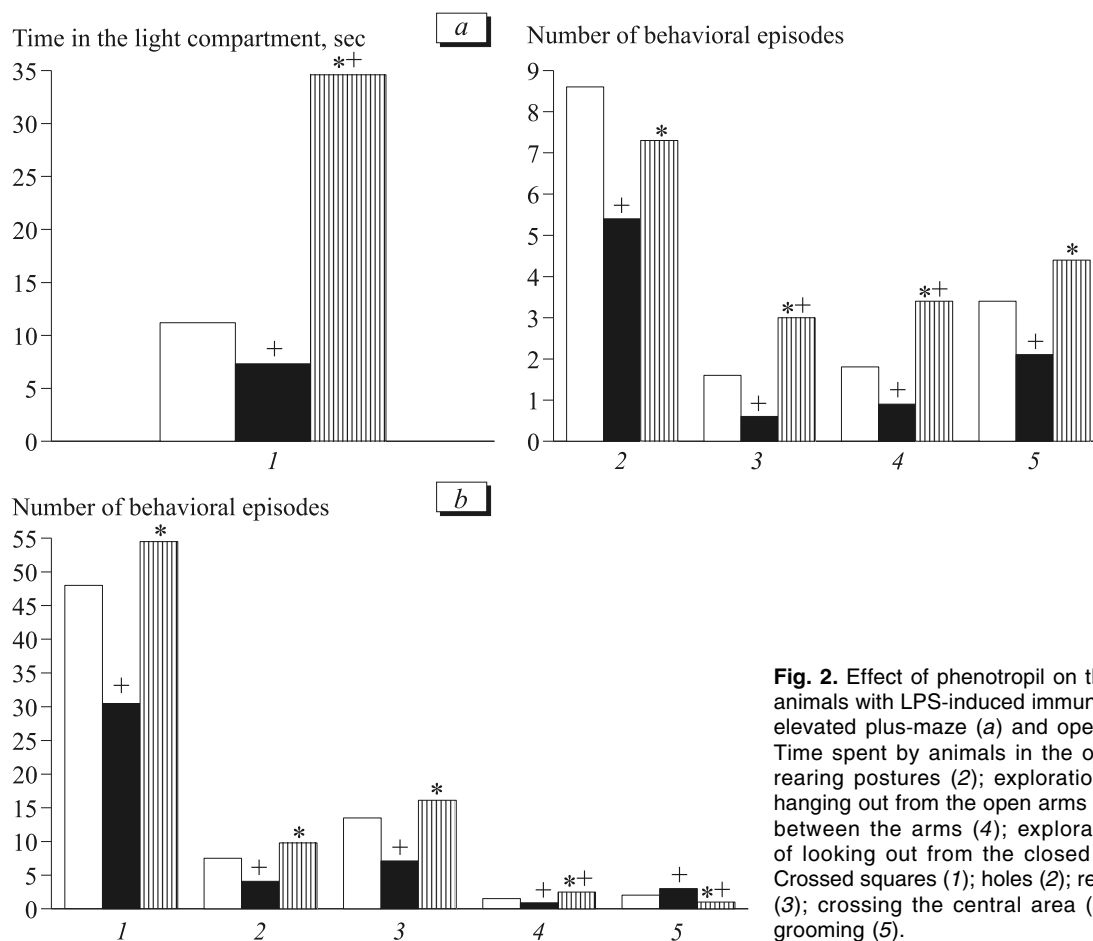 Time in the light compartment, sec
a
35
*+
30
25
20
15
10
+
5
0
1
Number of behavioral episodes
9
8
*
7
6
+
5
*
4
*+
*+
3
+
2
+
1
+
0
2 3 4 5
Number of behavioral episodes
b
55
*
50
45
40
35
+
30
25
20
*
15
+
10
*
+
5
+
*+
+
*+
0
1 2 3 4 5
Fig. 2. Effect of phenotropil on t
animals with LPS-induced immun
elevated plus-maze (a) and ope
Time spent by animals in the o
rearing postures (2); exploratio
hanging out from the open arms
between the arms (4); explora
of looking out from the closed
Crossed squares (1); holes (2); re
(3); crossing the central area (
grooming (5).